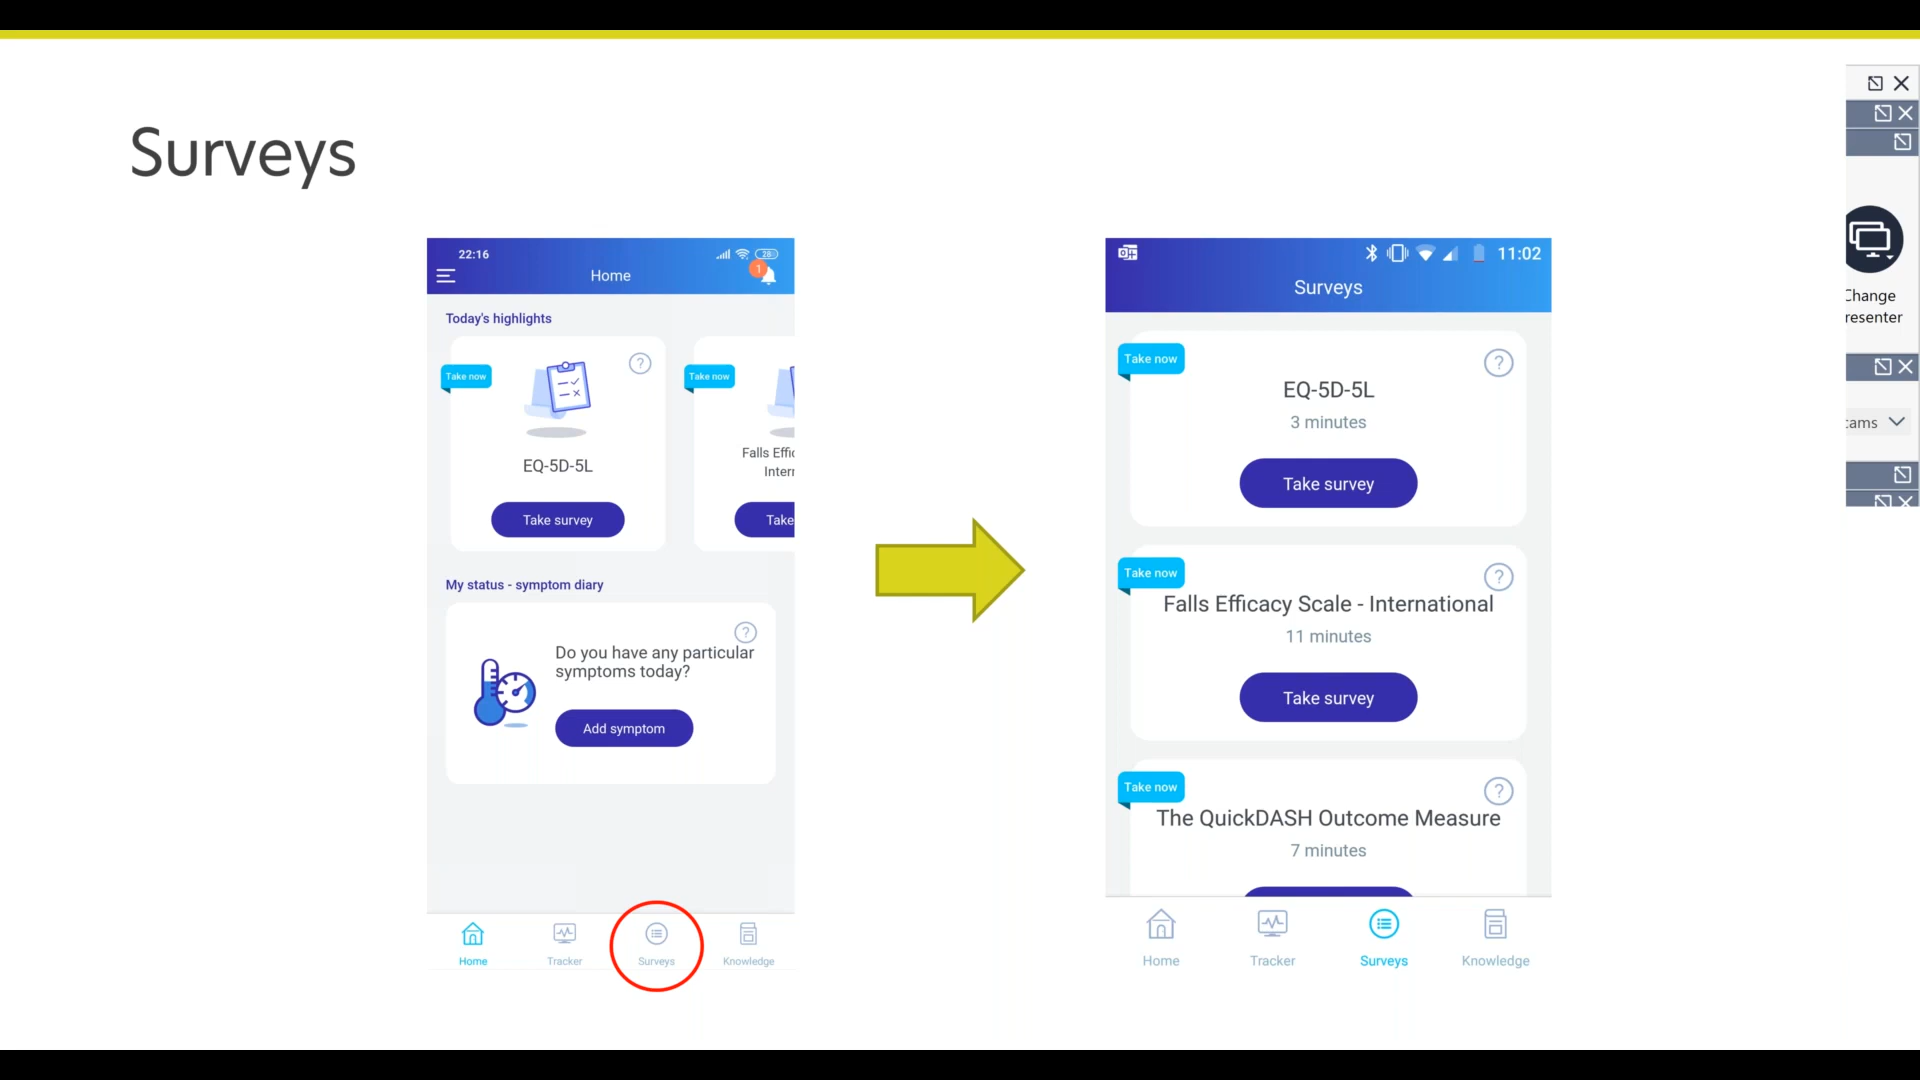 Surveys
22:16
28
Home
1
Today's highlights
Take now
?
EQ-5D-5L
Take survey
Take now
Falls Effic
Intern
Take
My status - symptom diary
?
Do you have any particular
symptoms today?
Add symptom
Home
Tracker
Surveys
Knowledge
11:02
Surveys
Take now
?
EQ-5D-5L
3 minutes
Take survey
Take now
?
Falls Efficacy Scale - International
11 minutes
Take survey
Take now
?
The QuickDASH Outcome Measure
7 minutes
Home
Tracker
Surveys
Knowledge
Change
resenter
cams